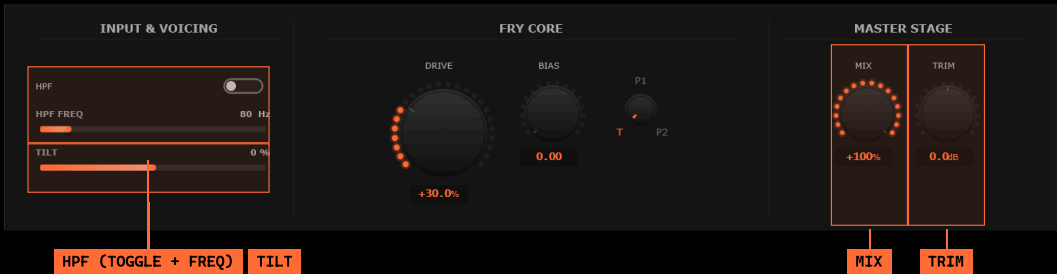 INPUT & VOICING
HPF
HPF FREQ 80 Hz
TILT 0 %
FRY CORE
DRIVE
+30.0%
BIAS
0.00
P1
T P2
MASTER STAGE
MIX
+100%
TRIM
0.0dB
HPF (TOGGLE + FREQ)
TILT
MIX
TRIM